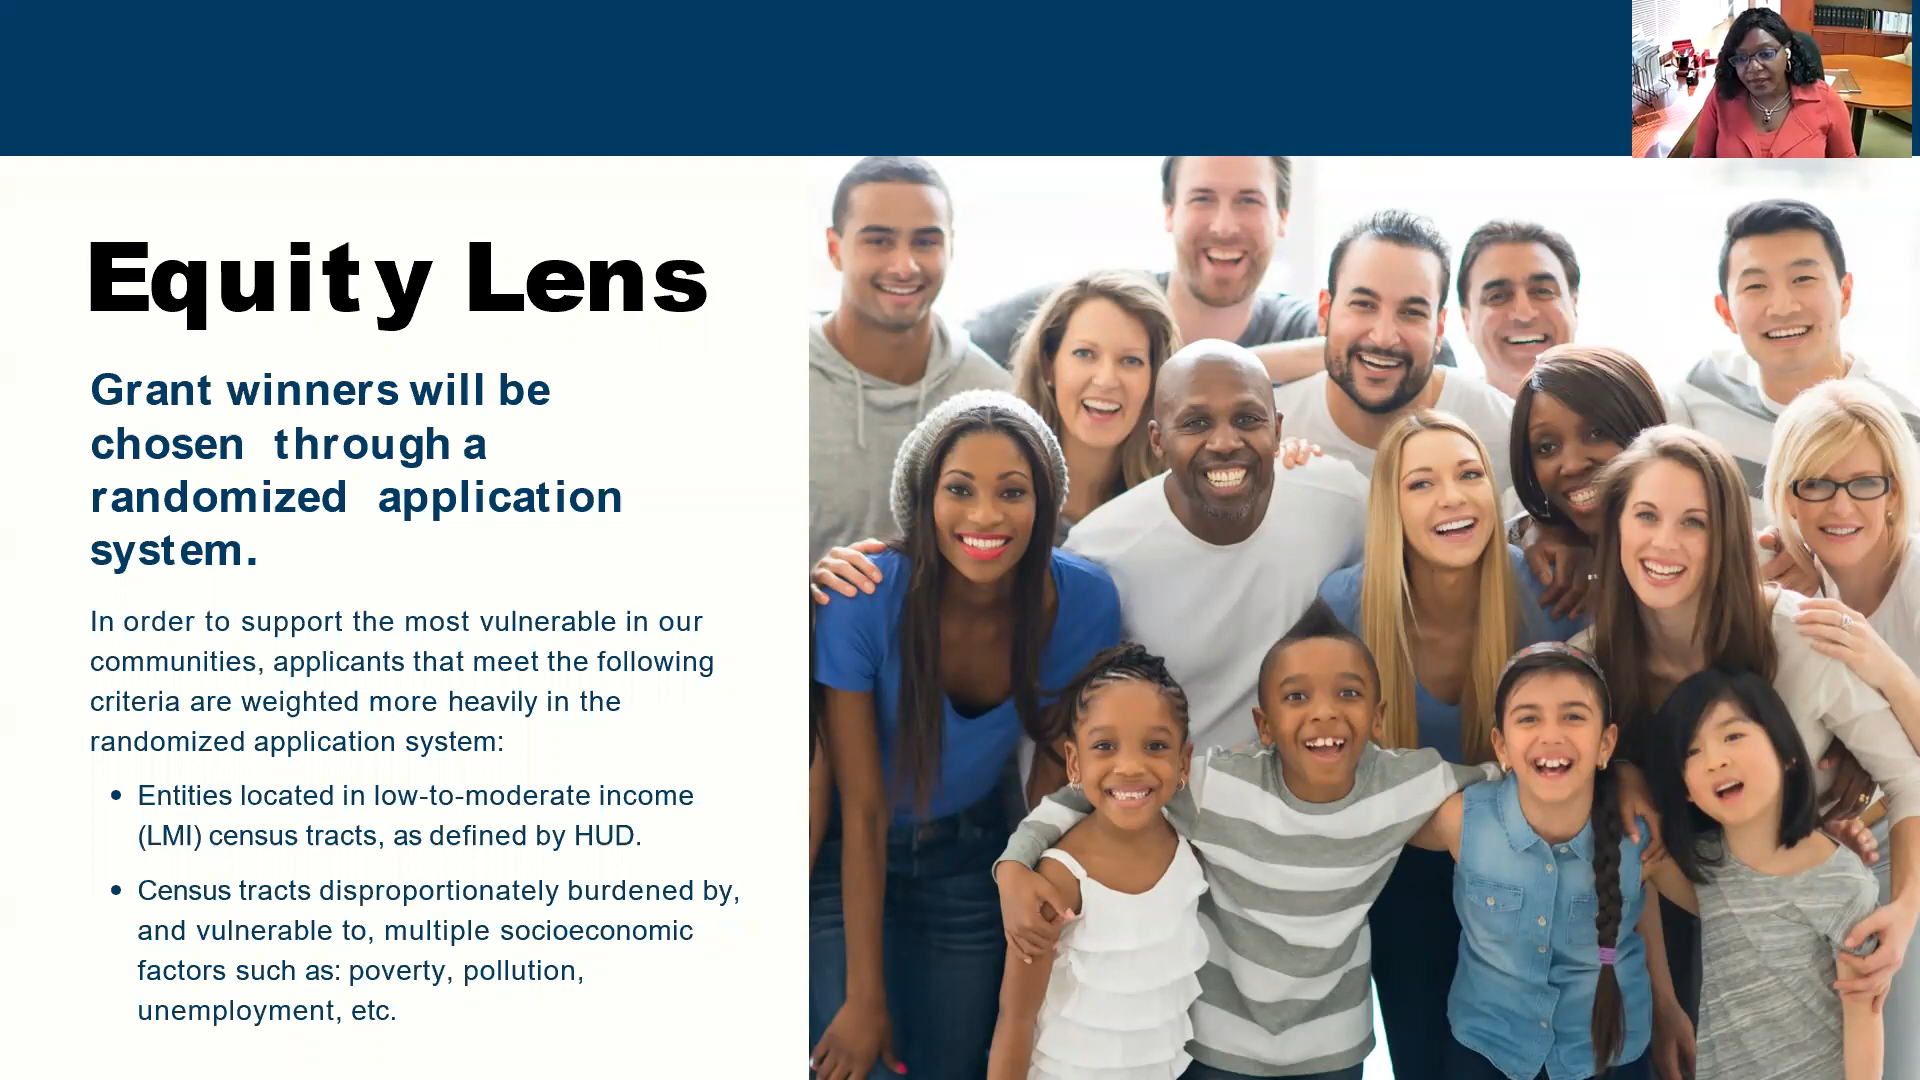 Equity Lens
Grant winners will be
chosen through a
randomized application
system.
In order to support the most vulnerable in our
communities, applicants that meet the following
criteria are weighted more heavily in the
randomized application system:
• Entities located in low-to-moderate income
(LMI) census tracts, as defined by HUD.
• Census tracts disproportionately burdened by,
and vulnerable to, multiple socioeconomic
factors such as: poverty, pollution,
unemployment, etc.